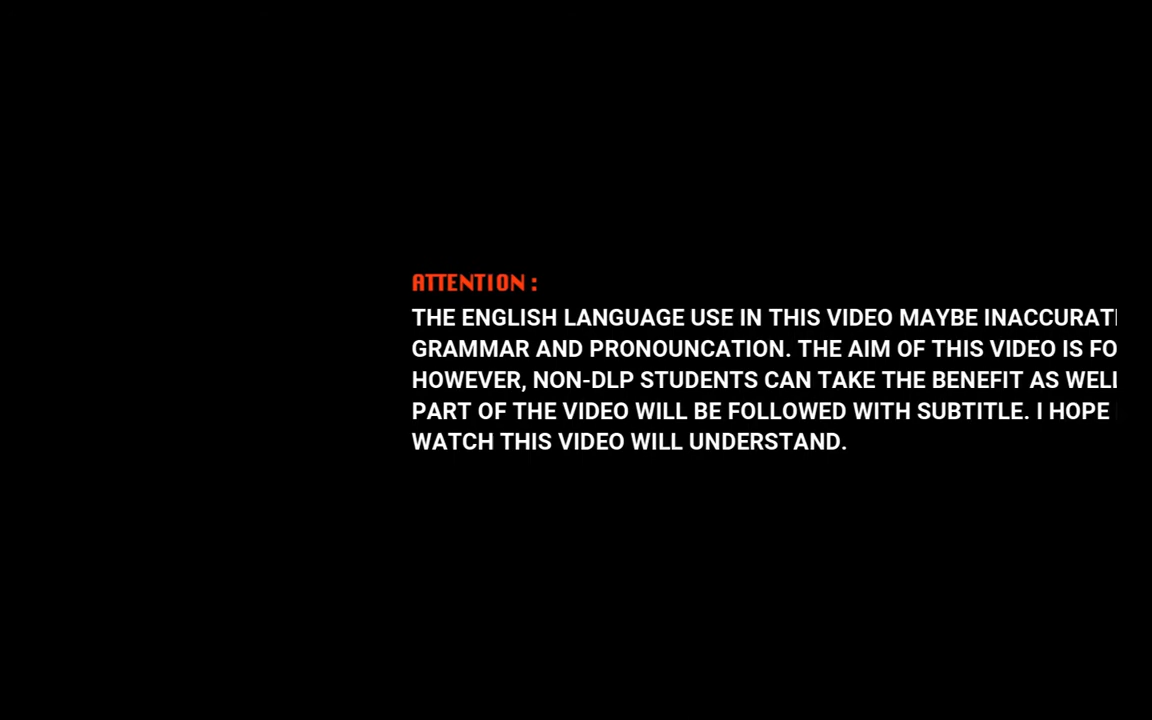 ATTENTION :
THE ENGLISH LANGUAGE USE IN THIS VIDEO MAYBE
GRAMMAR AND PRONOUNCATION. THE AIM OF THIS VIDEO IS
HOWEVER, NON-DLP STUDENTS CAN TAKE THE BENEFIT AS WELL
PART OF THE VIDEO WILL BE FOLLOWED WITH SUBTITLE. I HOPE
WATCH THIS VIDEO WILL UNDERSTAND.